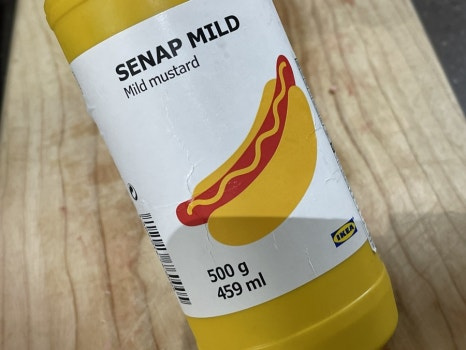 SENAP MILD
Mild mustard
500 g
459 ml
IKEA